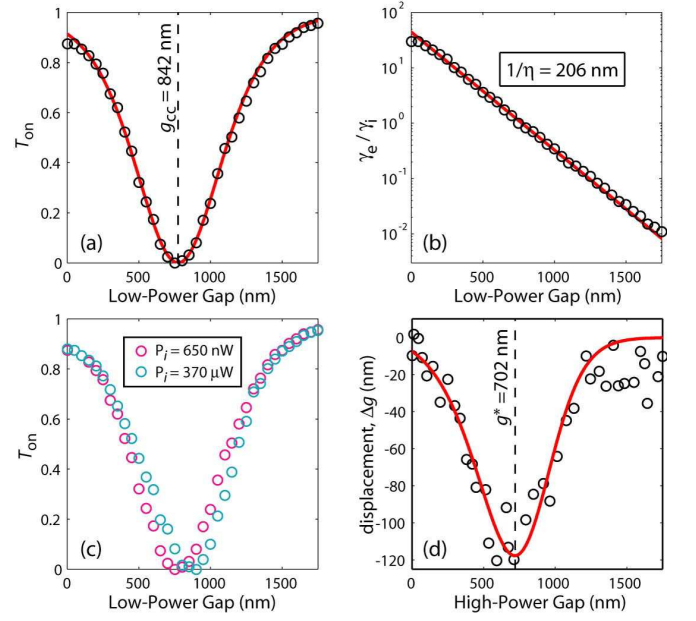 1
0.8
0.6
0.4
0.2
0
T_on
g_cc = 842 nm
(a)
0 500 1000 1500
Low-Power Gap (nm)
10^2
10^1
10^0
10^-1
10^-2
γ_e / γ_i
1/η = 206 nm
(b)
0 500 1000 1500
Low-Power Gap (nm)
1
0.8
0.6
0.4
0.2
0
T_on
P_i = 650 nW
P_i = 370 μW
(c)
0 500 1000 1500
Low-Power Gap (nm)
0
-20
-40
-60
-80
-100
-120
displacement, Δg (nm)
g* =702 nm
(d)
0 500 1000 1500
High-Power Gap (nm)